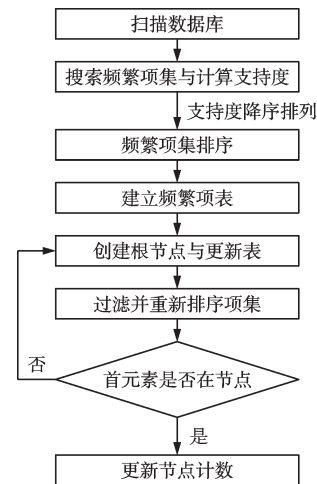 扫描数据库
搜索频繁项集与计算支持度
支持度降序排列
频繁项集排序
建立频繁项表
创建根节点与更新表
过滤并重新排序项集
否
首元素是否在节点
是
更新节点计数